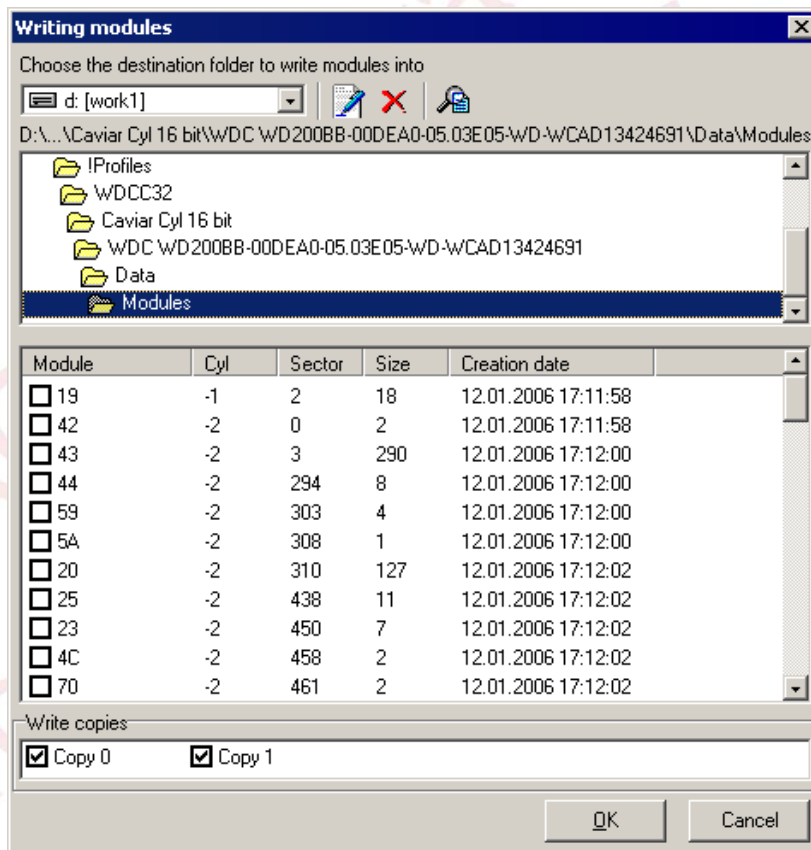 Writing modules
Choose the destination folder to write modules into
d: [work1]
D:\...\Caviar Cyl 16 bit\WDC WD200BB-00DEA0-05.03E05-WD-WCAD13424691\Data\Modules
!Profiles
WDCC32
Caviar Cyl 16 bit
WDC WD200BB-00DEA0-05.03E05-WD-WCAD13424691
Data
Modules
Module Cyl Sector Size Creation date
19 -1 2 18 12.01.2006 17:11:58
42 -2 0 2 12.01.2006 17:11:58
43 -2 3 290 12.01.2006 17:12:00
44 -2 294 8 12.01.2006 17:12:00
59 -2 303 4 12.01.2006 17:12:00
5A -2 308 1 12.01.2006 17:12:00
20 -2 310 127 12.01.2006 17:12:02
25 -2 438 11 12.01.2006 17:12:02
23 -2 450 7 12.01.2006 17:12:02
4C -2 458 2 12.01.2006 17:12:02
70 -2 461 2 12.01.2006 17:12:02
Write copies
Copy 0 Copy 1
OK Cancel